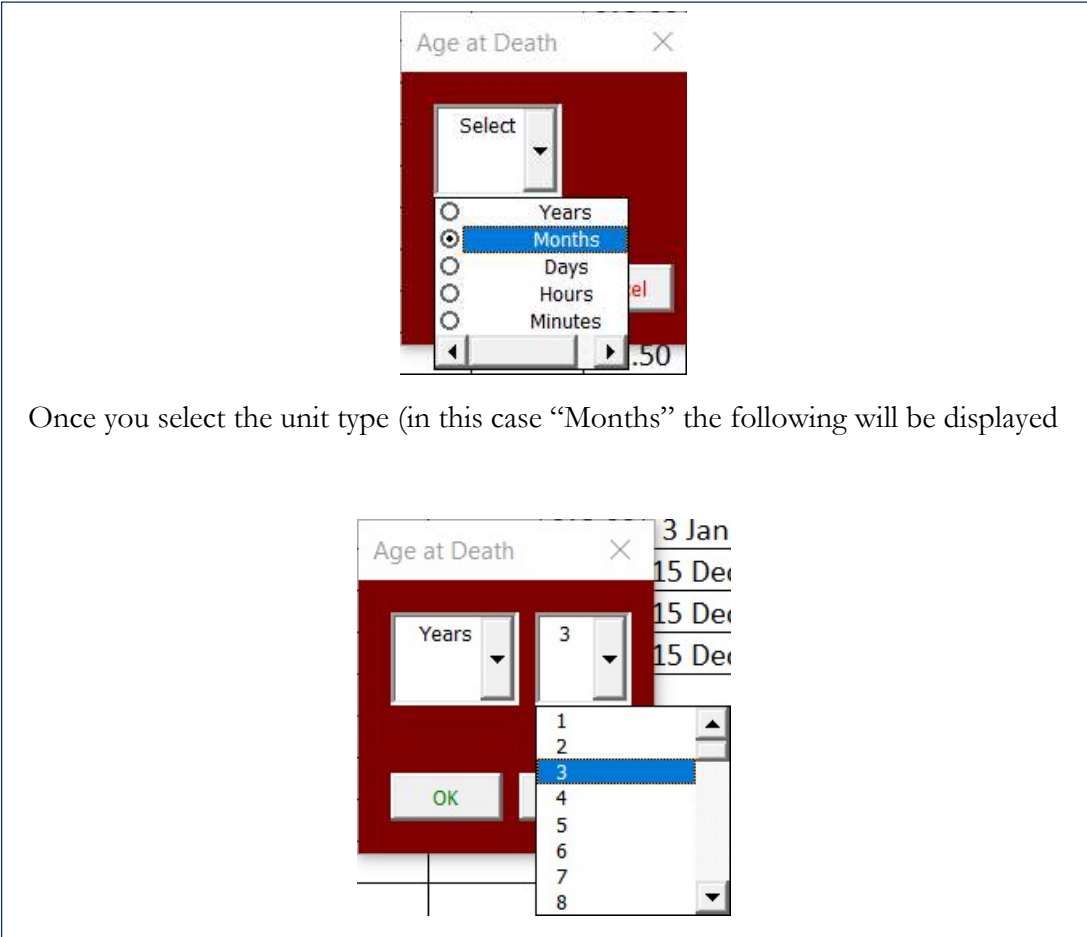 Age at Death
Select
Years
Months
Days
Hours
Minutes
.50
Once you select the unit type (in this case “Months” the following will be displayed
Age at Death
3 Jan
15 Dec
15 Dec
15 Dec
Years 3
1
2
3
OK 4
5
6
7
8